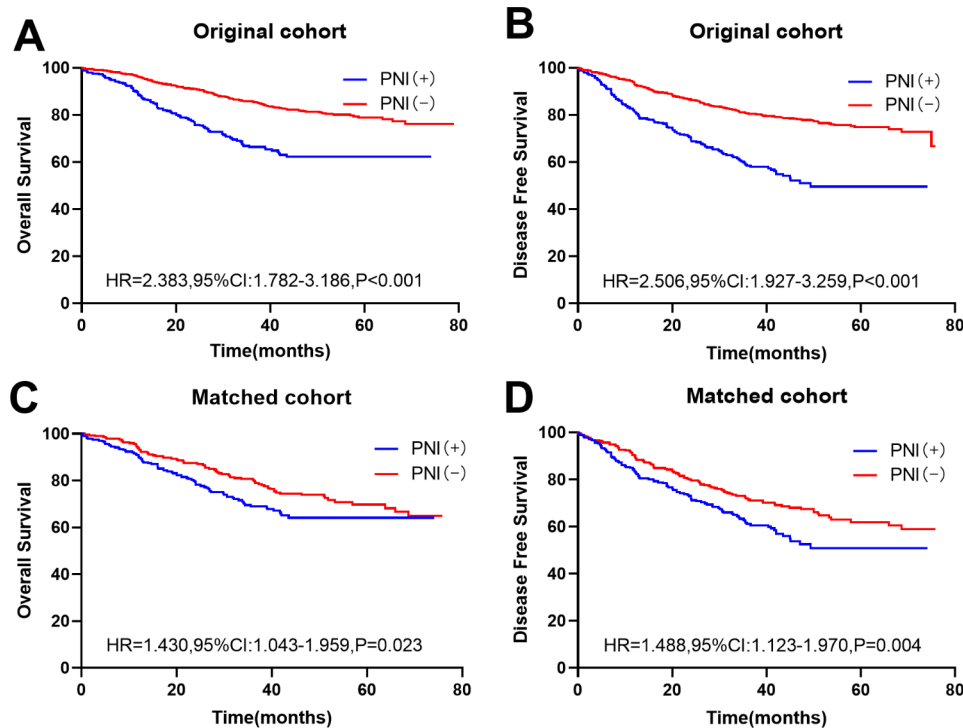 A
Original cohort
PNI(+)
PNI(-)
Overall Survival
100
80
60
40
20
0
HR=2.383,95%CI:1.782-3.186,P<0.001
0 20 40 60 80
Time(months)
B
Original cohort
PNI(+)
PNI(-)
Disease Free Survival
100
80
60
40
20
0
HR=2.506,95%CI:1.927-3.259,P<0.001
0 20 40 60 80
Time(months)
C
Matched cohort
PNI(+)
PNI(-)
Overall Survival
100
80
60
40
20
0
HR=1.430,95%CI:1.043-1.959,P=0.023
0 20 40 60 80
Time(months)
D
Matched cohort
PNI(+)
PNI(-)
Disease Free Survival
100
80
60
40
20
0
HR=1.488,95%CI:1.123-1.970,P=0.004
0 20 40 60 80
Time(months)